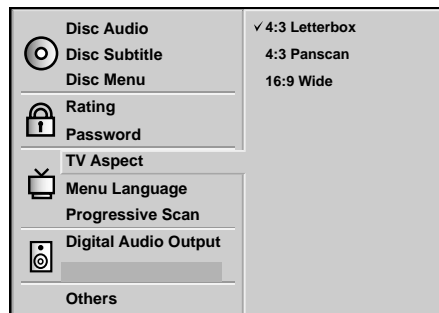 Disc Audio
Disc Subtitle
Disc Menu
Rating
Password
TV Aspect
Menu Language
Progressive Scan
Digital Audio Output
Others
✓ 4:3 Letterbox
4:3 Panscan
16:9 Wide